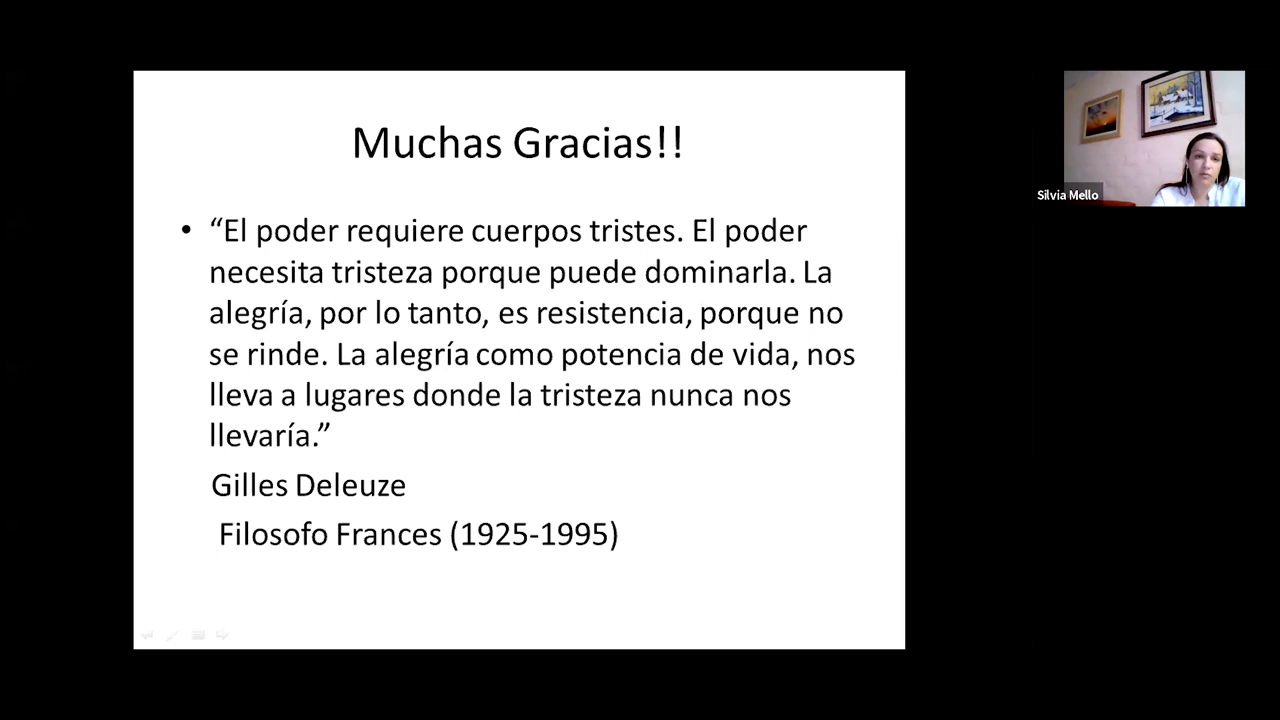 Muchas Gracias!!
• “El poder requiere cuerpos tristes. El poder
necesita tristeza porque puede dominarla. La
alegría, por lo tanto, es resistencia, porque no
se rinde. La alegría como potencia de vida, nos
lleva a lugares donde la tristeza nunca nos
llevaría.”
Gilles Deleuze
Filosofo Frances (1925-1995)
Silvia Mello